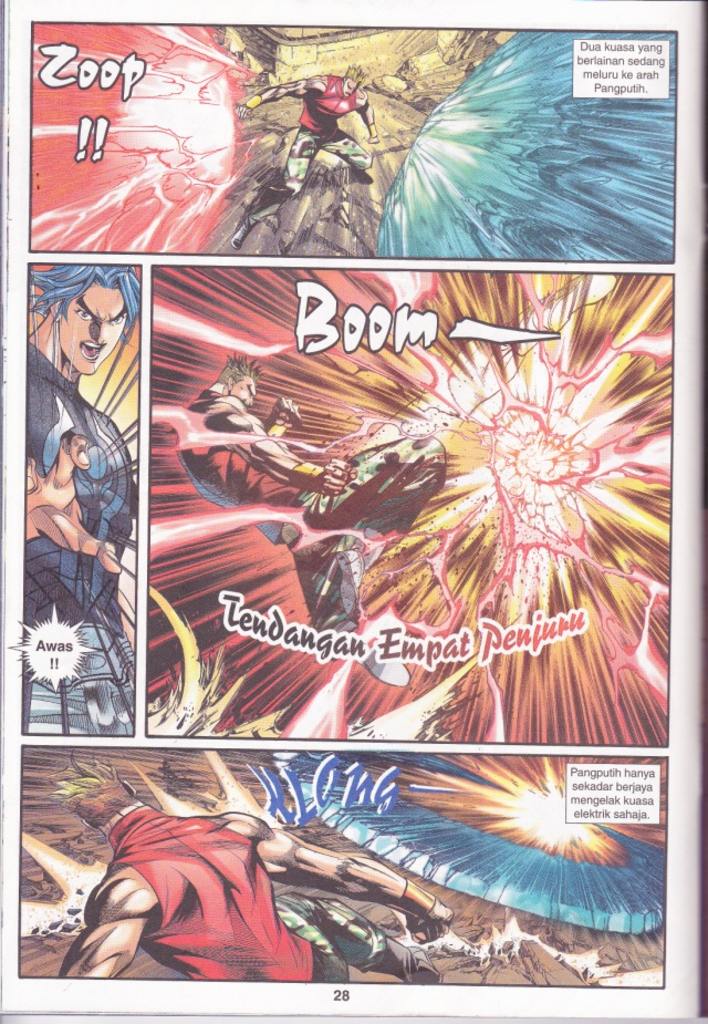 Zoop
!!
Dua kuasa yang
berlainan sedang
meluru ke arah
Pangputih.
Awas
!!
Boom
Tendangan Empat Penjuru
Pangputih hanya
sekadar berjaya
mengelak kuasa
elektrik sahaja.
28